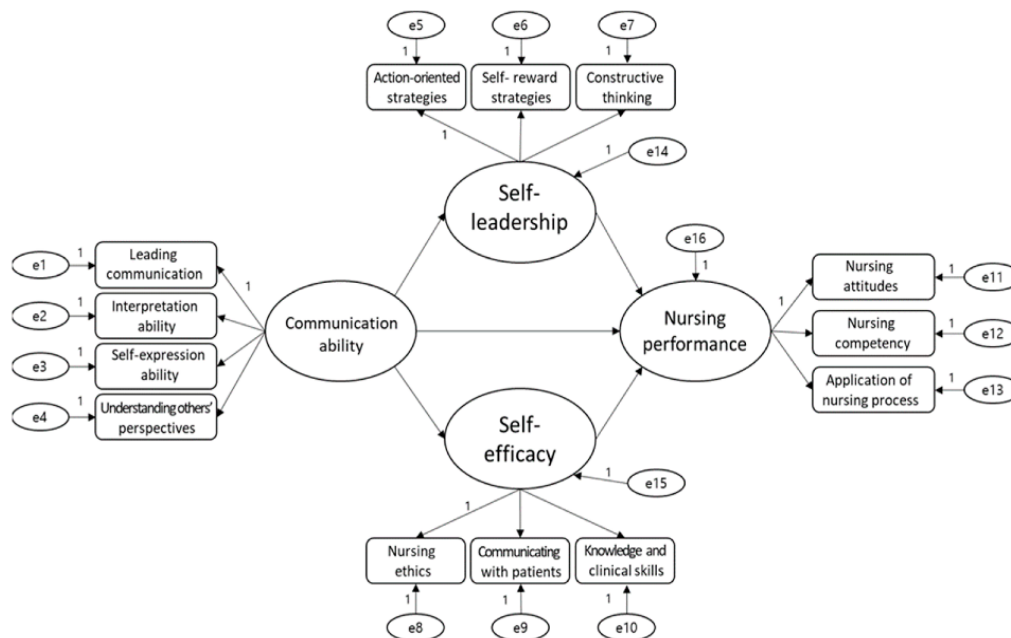 e5
e6
e7
1
1
1
Action-oriented
strategies
Self- reward
strategies
Constructive
thinking
1
1
e14
Self-
leadership
e16
1
e1
1
Leading
communication
1
e2
1
Interpretation
ability
e3
1
Self-expression
ability
e4
1
Understanding others'
perspectives
Communication
ability
Nursing
performance
1
Nursing
attitudes
1
e11
Nursing
competency
1
e12
Application of
nursing process
1
e13
Self-
efficacy
1
e15
1
Nursing
ethics
Communicating
with patients
Knowledge and
clinical skills
1
1
1
e8
e9
e10